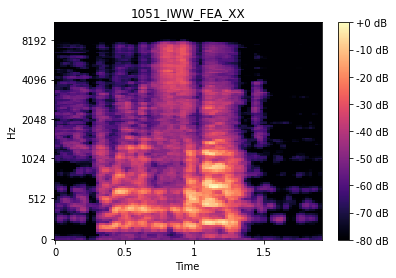 1051_IWW_FEA_XX
+0 dB
8192
-10 dB
4096
-20 dB
-30 dB
2048
Hz
-40 dB
1024
-50 dB
512
-60 dB
-70 dB
0
-80 dB
0 0.5 1 1.5
Time